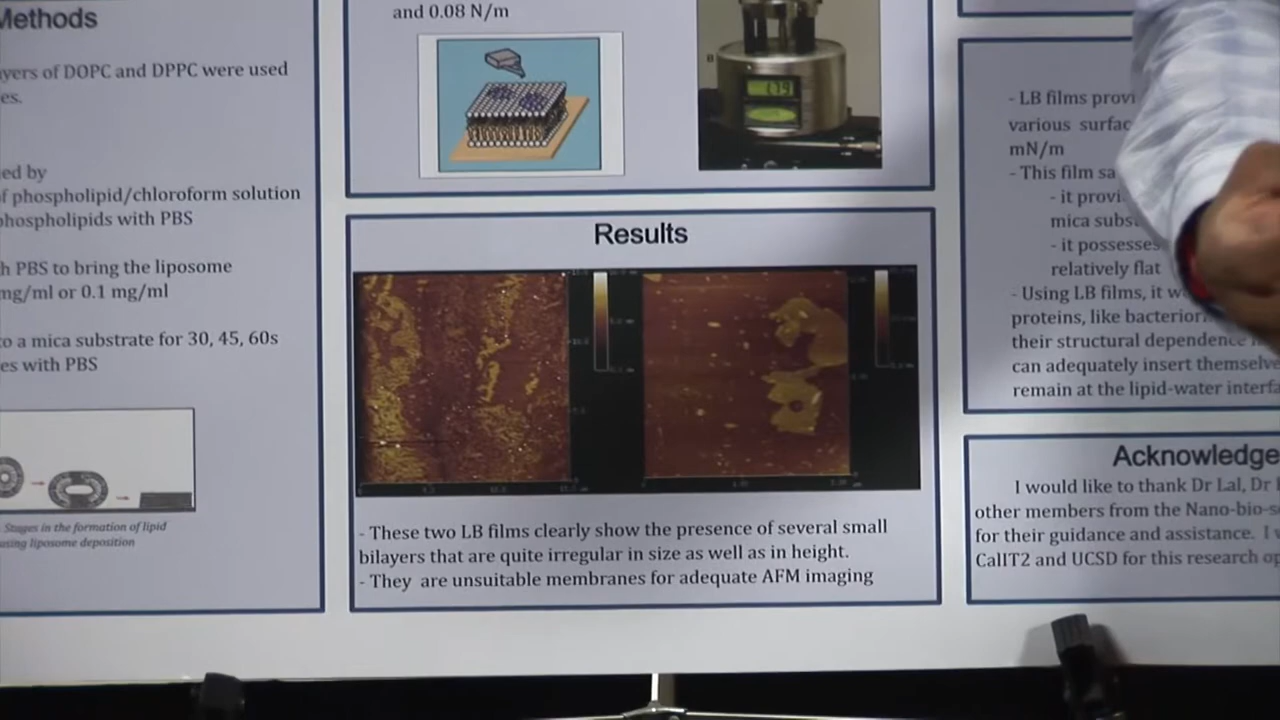 Methods
yers of DOPC and DPPC were used
es.
ed by
f phospholipid/chloroform solution
phospholipids with PBS
h PBS to bring the liposome
mg/ml or 0.1 mg/ml
to a mica substrate for 30, 45, 60s
es with PBS
Stages in the formation of lipid
using liposome deposition
and 0.08 N/m
Results
- These two LB films clearly show the presence of several small
bilayers that are quite irregular in size as well as in height.
- They are unsuitable membranes for adequate AFM imaging
- LB films provi
various surfac
mN/m
- This film sa
- it provi
mica subs
- it possesses
relatively flat
- Using LB films, it w
proteins, like bacterior
their structural dependence
can adequately insert themselve
remain at the lipid-water interfa
Acknowledge
I would like to thank Dr Lal, Dr
other members from the Nano-bio-s
for their guidance and assistance. I
CalIT2 and UCSD for this research op